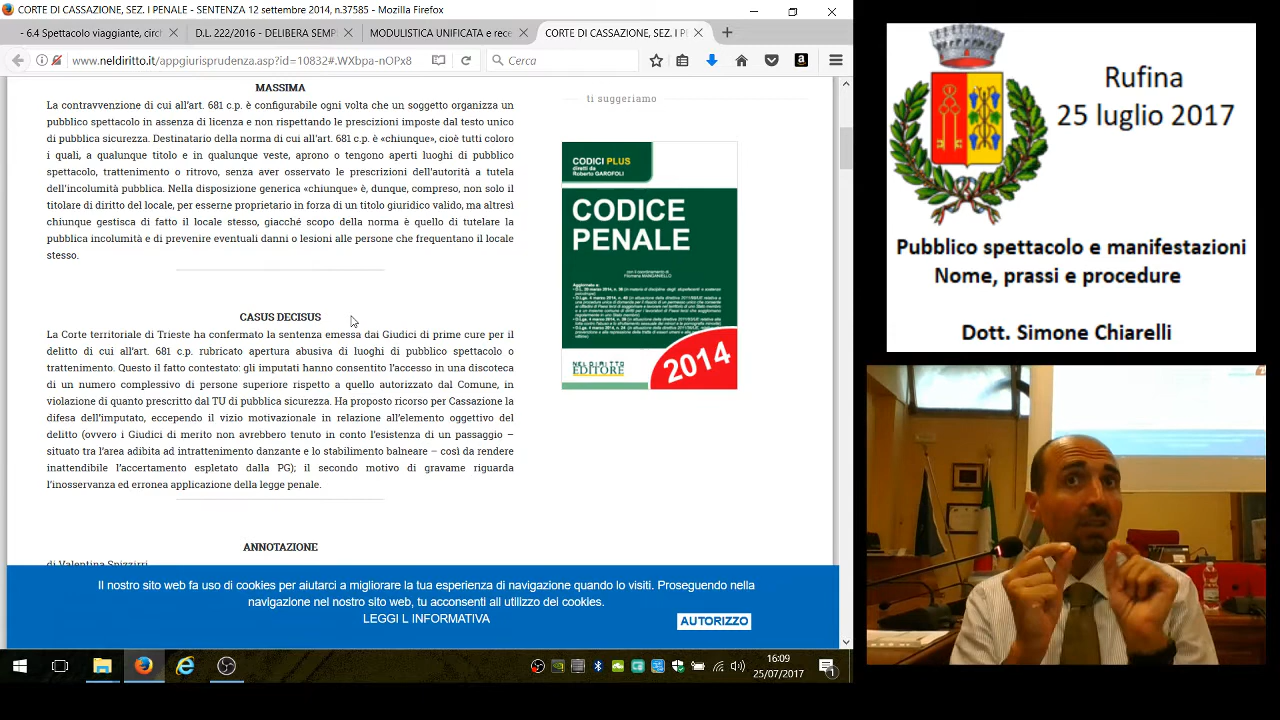 CORTE DI CASSAZIONE, SEZ. I PENALE - SENTENZA 12 settembre 2014, n.37585 - Mozilla Firefox
- 6.4 Spettacolo viaggiante, circ
D.L. 222/2016 - DELIVERA SEMP
MODULISTICA UNIFICATA e rece
CORTE DI CASSAZIONE, SEZ. I P
www.neldiritto.it/appgiurisprudenza.asp?id=10832#.WXbpa-nOPx8
Cerca
MASSIMA
La contravvenzione di cui all'art. 681 c.p. è configurabile ogni volta che un soggetto organizza un
pubblico spettacolo in assenza di licenza e non rispettando le prescrizioni imposte dal testo unico
di pubblica sicurezza. Destinatario della norma di cui all'art. 681 c.p. è «chiunque», cioè tutti coloro
i quali, a qualunque titolo e in qualunque veste, aprono o tengono aperti luoghi di pubblico
spettacolo, trattenimento o ritrovo, senza aver osservato le prescrizioni dell'autorità a tutela
dell'incolumità pubblica. Nella disposizione generica «chiunque» è, dunque, compreso, non solo il
titolare di diritto del locale, per esserne proprietario in forza di un titolo giuridico valido, ma altresì
chiunque gestisca di fatto il locale stesso, giacché scopo della norma è quello di tutelare la
pubblica incolumità e di prevenire eventuali danni o lesioni alle persone che frequentano il locale
stesso.
CASUS DECISUS
La Corte territoriale di Trieste ha confermato la sentenza emessa dai Giudici di prime cure per il
delitto di cui all'art. 681 c.p. rubricato apertura abusiva di luoghi di pubblico spettacolo o
trattenimento. Questo il fatto contestato: gli imputati hanno consentito l'accesso in una discoteca
di un numero complessivo di persone superiore rispetto a quello autorizzato dal Comune, in
violazione di quanto prescritto dal TU di pubblica sicurezza. Ha proposto ricorso per Cassazione la
difesa dell'imputato, eccependo il vizio motivazionale in relazione all'elemento oggettivo del
delitto (ovvero i Giudici di merito non avrebbero tenuto in conto l'esistenza di un passaggio –
situato tra l'area adibita ad intrattenimento danzante e lo stabilimento balneare – così da rendere
inattendibile l'accertamento espletato dalla PG); il secondo motivo di gravame riguarda
l'inosservanza ed erronea applicazione della legge penale.
ANNOTAZIONE
di Valentina Spizzirri
ti suggeriamo
CODICI PLUS
diretti da
Roberto GAROFOLI
CODICE
PENALE
2014
NELDIRITTO
EDITORE
Il nostro sito web fa uso di cookies per aiutarci a migliorare la tua esperienza di navigazione quando lo visiti. Proseguendo nella
navigazione nel nostro sito web, tu acconsenti all utilizzo dei cookies.
LEGGI L INFORMATIVA
AUTORIZZO
16:09
25/07/2017
Rufina
25 luglio 2017
Pubblico spettacolo e manifestazioni
Nome, prassi e procedure
Dott. Simone Chiarelli